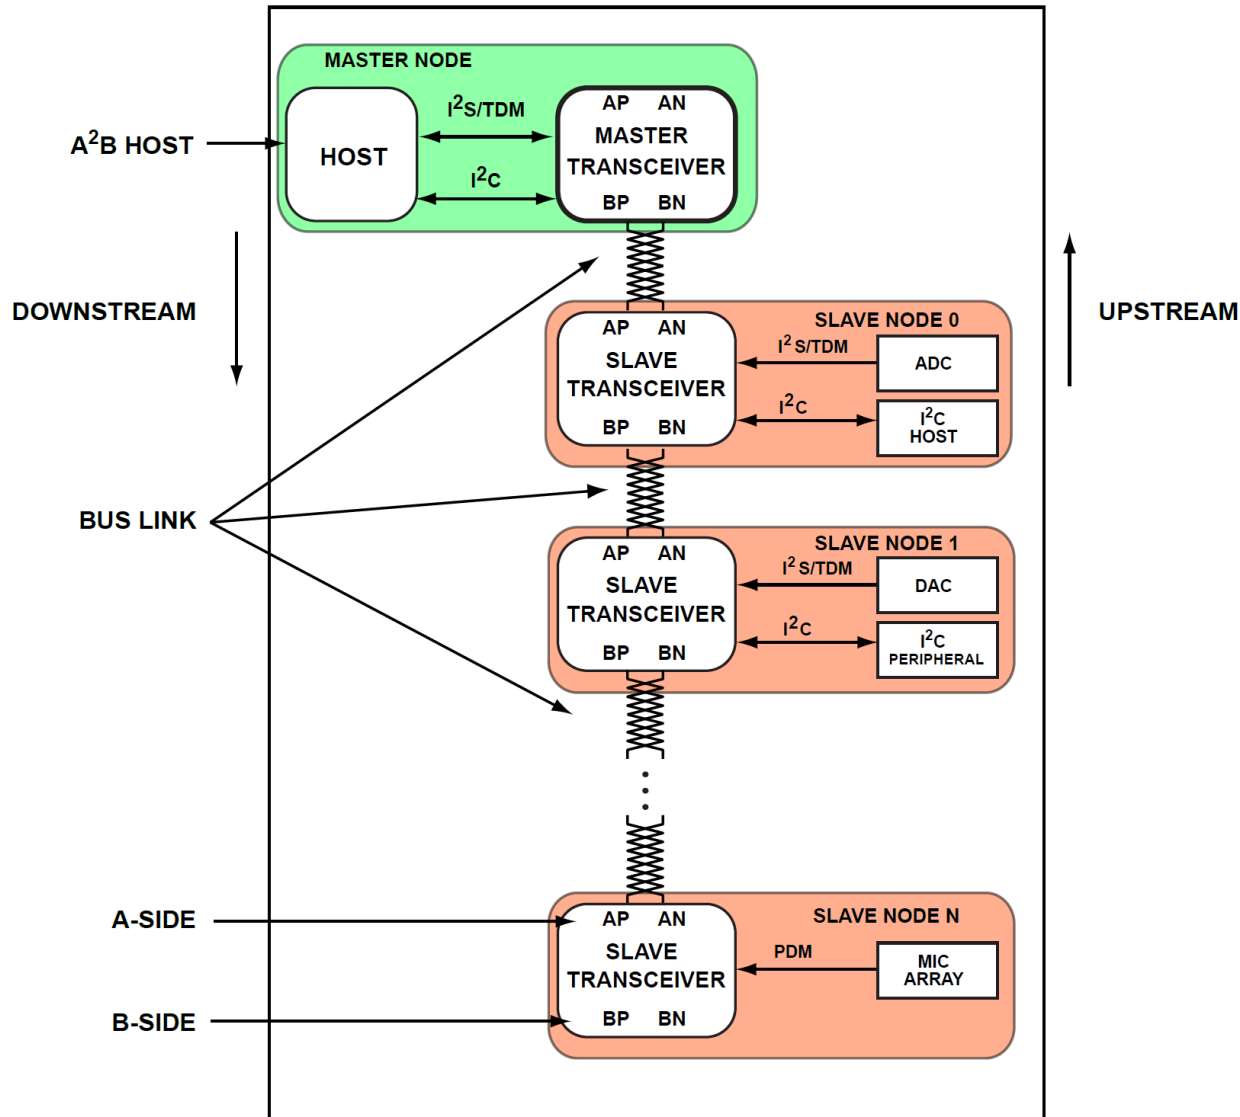 MASTER NODE
A²B HOST
HOST
I²S/TDM
I²C
AP AN
MASTER
TRANSCEIVER
BP BN
DOWNSTREAM
UPSTREAM
SLAVE NODE 0
AP AN
SLAVE
TRANSCEIVER
BP BN
I² S/TDM
ADC
I²C
I²C
HOST
BUS LINK
SLAVE NODE 1
AP AN
SLAVE
TRANSCEIVER
BP BN
I² S/TDM
DAC
I²C
I²C
PERIPHERAL
A-SIDE
B-SIDE
SLAVE NODE N
AP AN
SLAVE
TRANSCEIVER
BP BN
PDM
MIC
ARRAY